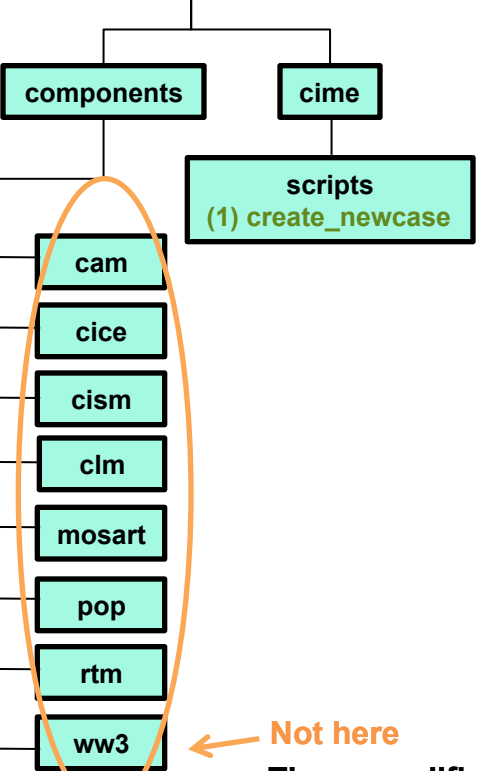 components
cime
scripts
(1) create_newcase
cam
cice
cism
clm
mosart
pop
rtm
ww3
Not here